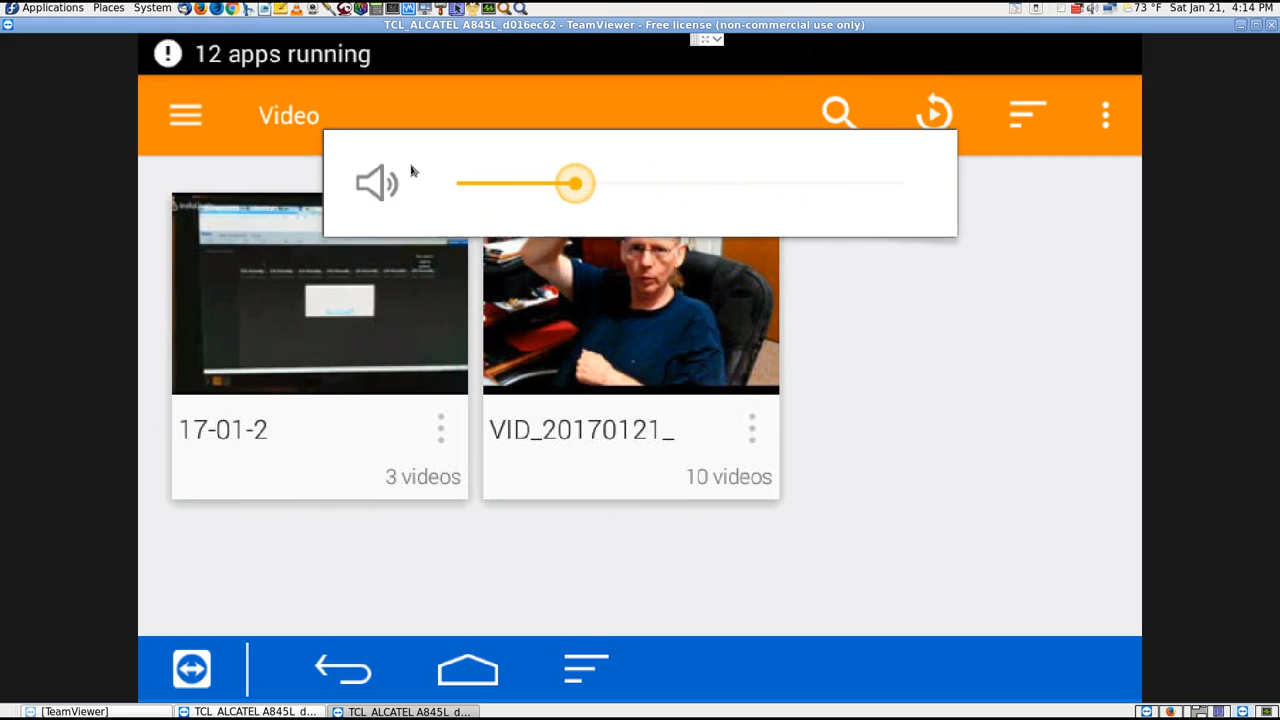 Applications Places System 73 °F Sat Jan 21, 4:14 PM
TCL_ALCATEL A845L_d016ec62 - TeamViewer - Free license (non-commercial use only)
12 apps running
Video
17-01-2
3 videos
VID_20170121_
10 videos
[TeamViewer] TCL_ALCATEL A845L_d... TCL_ALCATEL A845L_d...